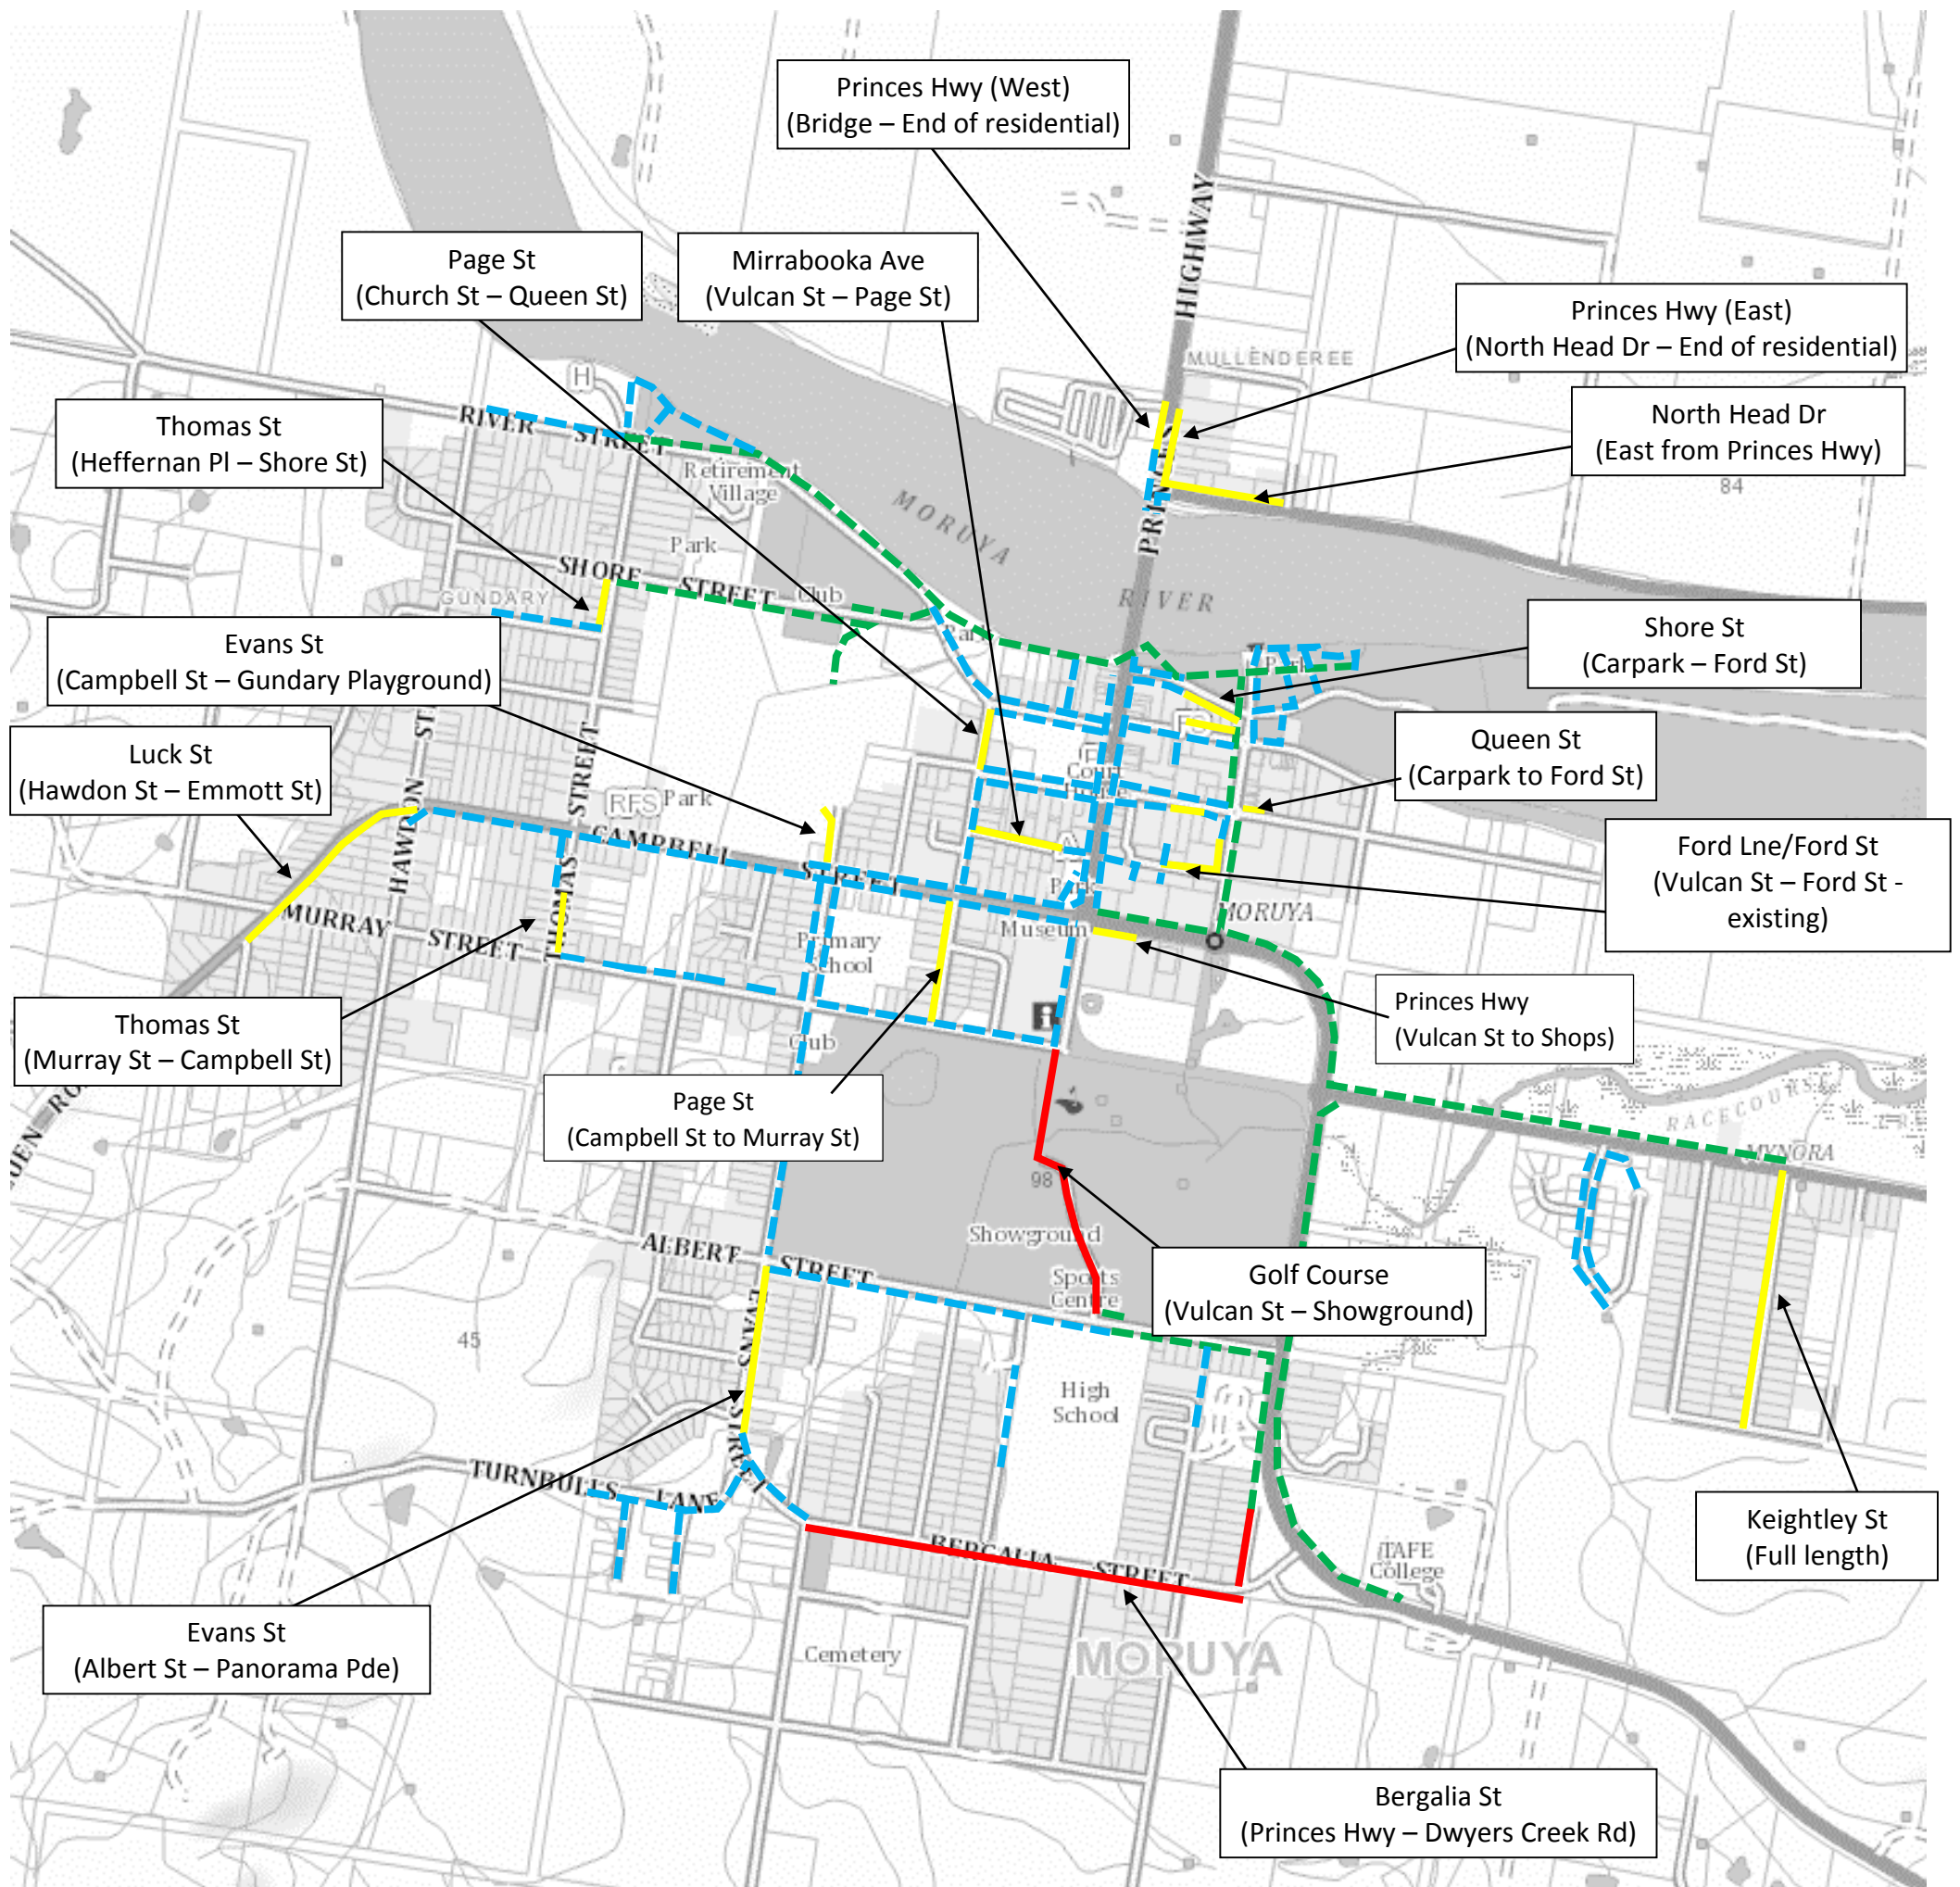 Princes Hwy (West)
(Bridge – End of residential)
HIGHWAY
Page St
(Church St – Queen St)
Mirrabooka Ave
(Vulcan St – Page St)
Princes Hwy (East)
(North Head Dr – End of residential)
MULLENDEREE
H
North Head Dr
(East from Princes Hwy)
84
Thomas St
(Heffernan Pl – Shore St)
RIVER STREET
Retirement
Village
MORUYA
RIVER
PRINCES
Park
SHORE STREET
Club
GUNDARY
Park
Park
Shore St
(Carpark – Ford St)
Evans St
(Campbell St – Gundary Playground)
Luck St
(Hawdon St – Emmott St)
HAWDON ST
THOMAS STREET
RFS
Park
Court
House
Queen St
(Carpark to Ford St)
CAMPBELL STREET
Park
Ford Lne/Ford St
(Vulcan St – Ford St -
existing)
MURRAY STREET
Primary
School
Museum
MORUYA
Princes Hwy
(Vulcan St to Shops)
Thomas St
(Murray St – Campbell St)
Club
i
Page St
(Campbell St to Murray St)
RACECOURSE
MYNORA
98
Showground
Sports
Centre
Golf Course
(Vulcan St – Showground)
ALBERT STREET
45
EVANS STREET
High
School
TURNBULLS LANE
BERGALIA STREET
TAFE
College
Keightley St
(Full length)
Evans St
(Albert St – Panorama Pde)
Cemetery
MORUYA
Bergalia St
(Princes Hwy – Dwyers Creek Rd)